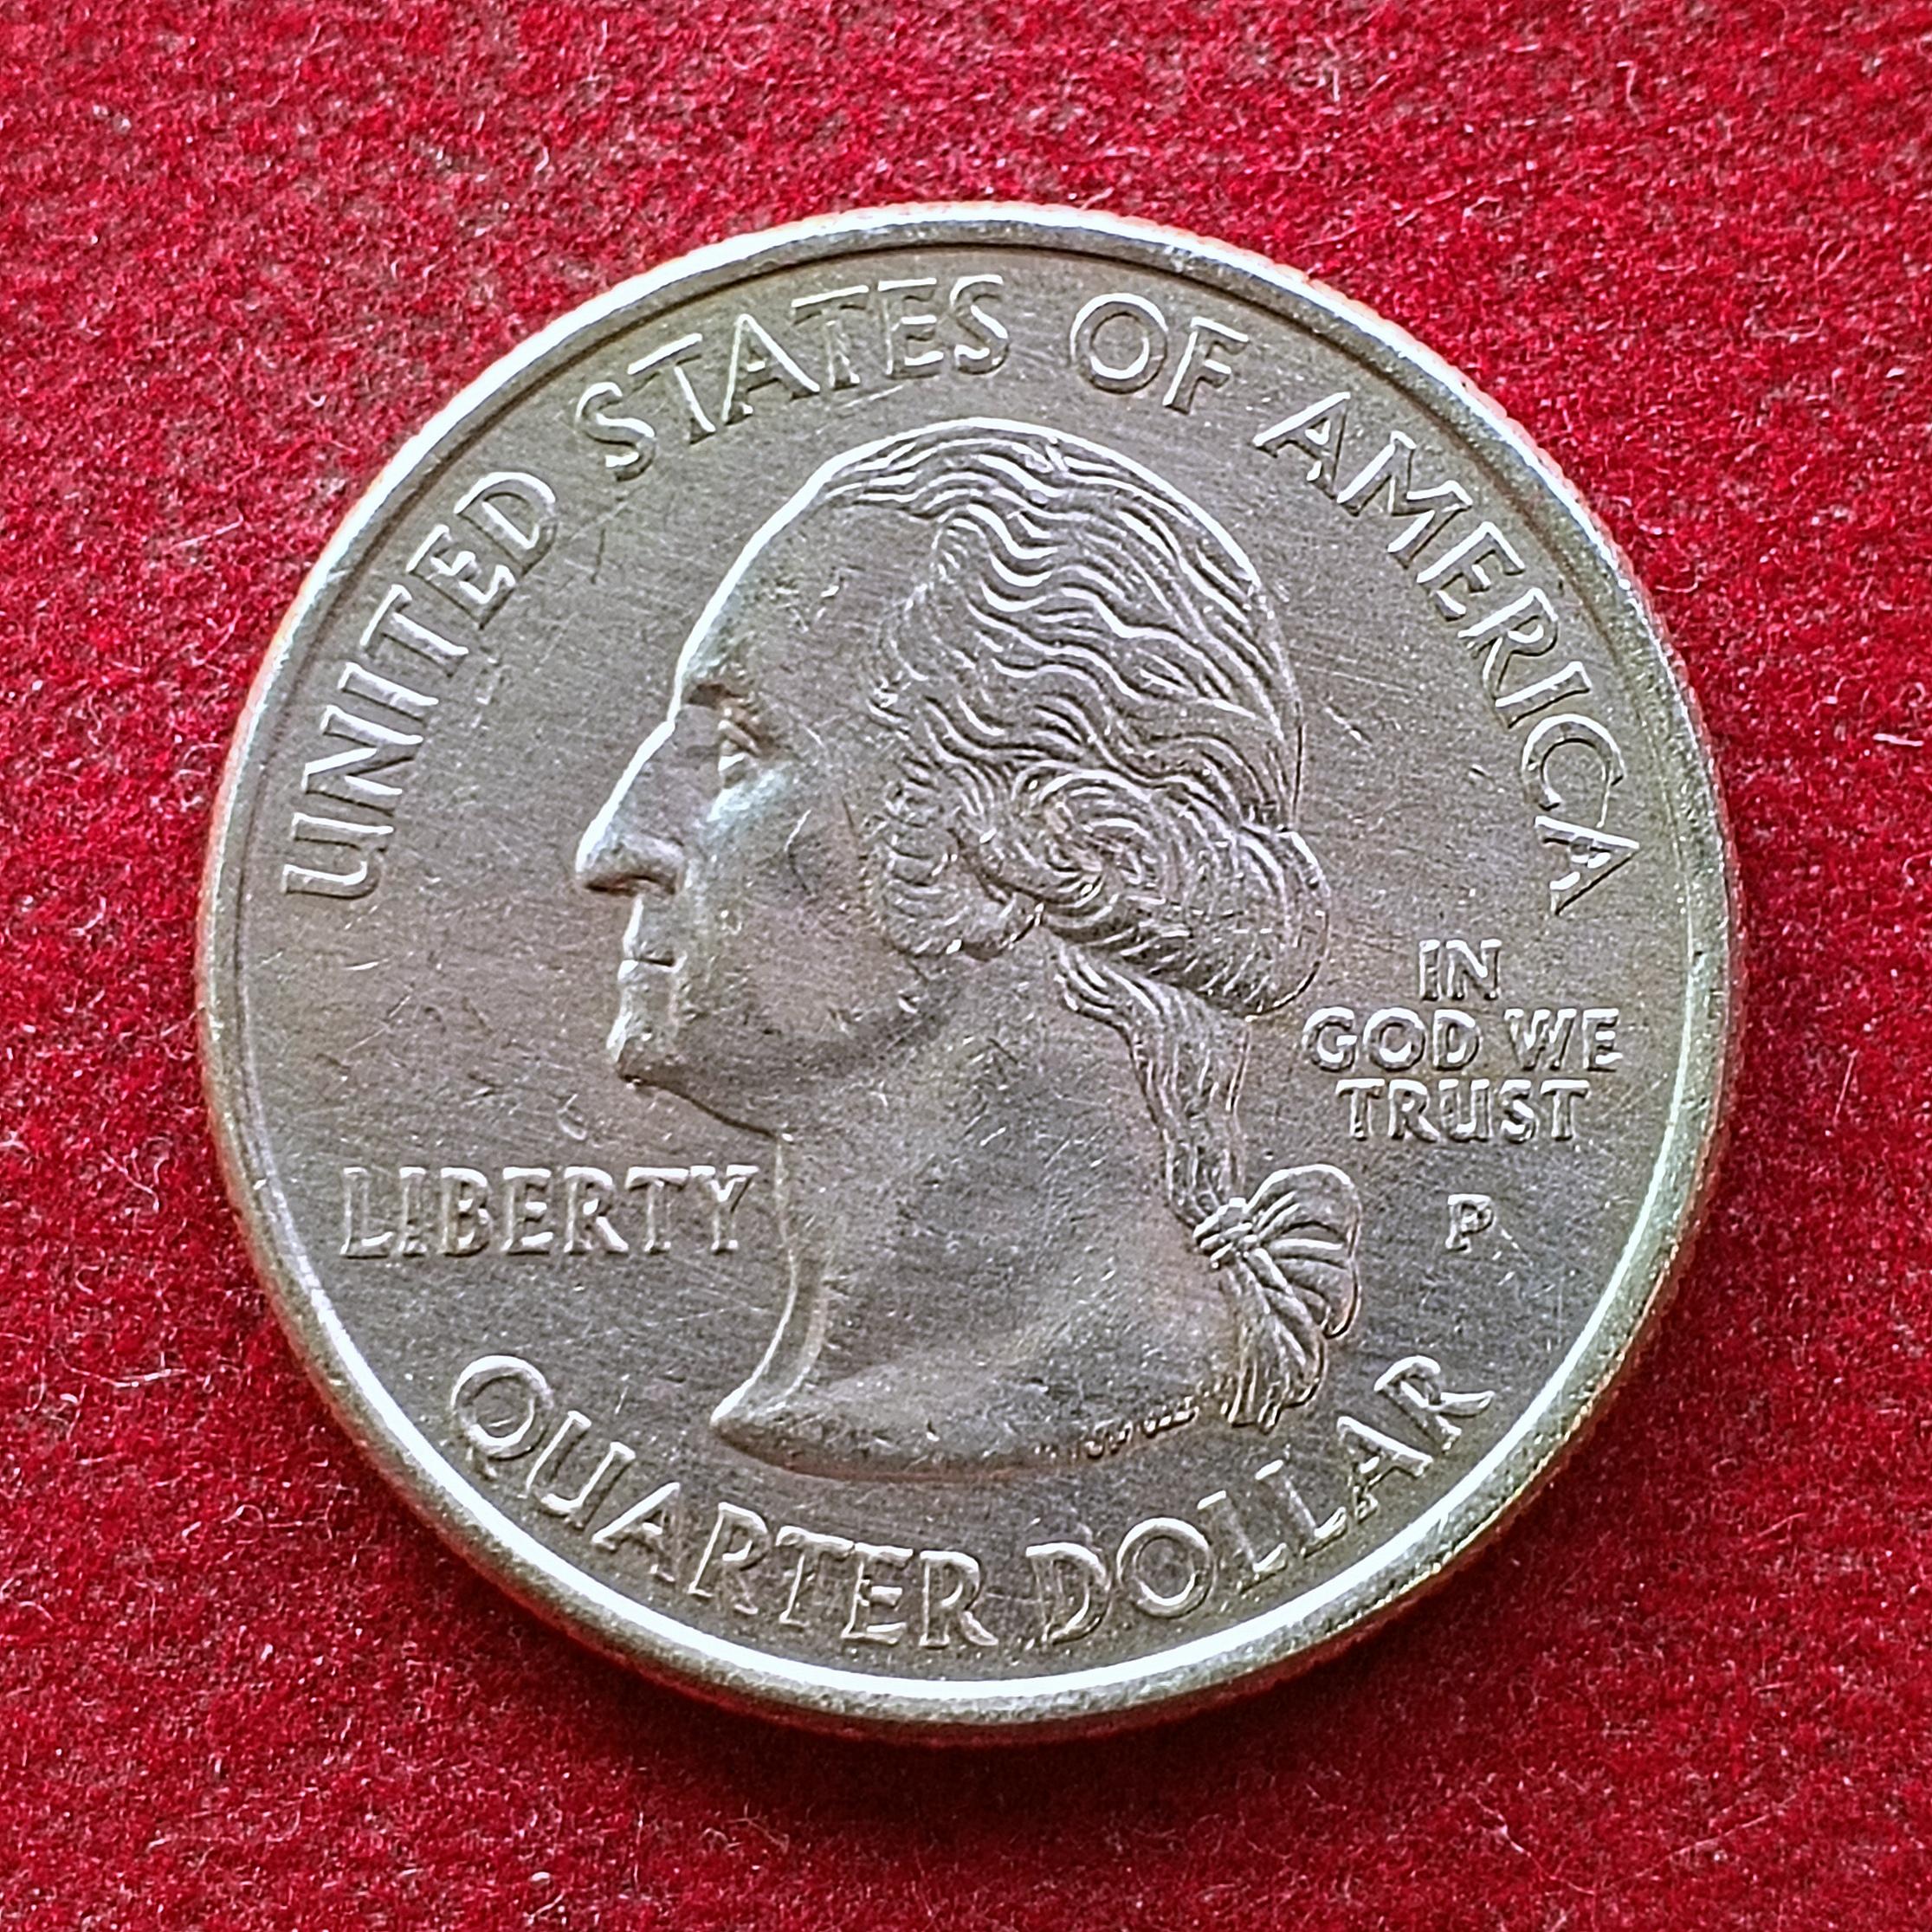 UNITED STATES OF AMERICA
IN
GOD WE
TRUST
LIBERTY
P
QUARTER DOLLAR